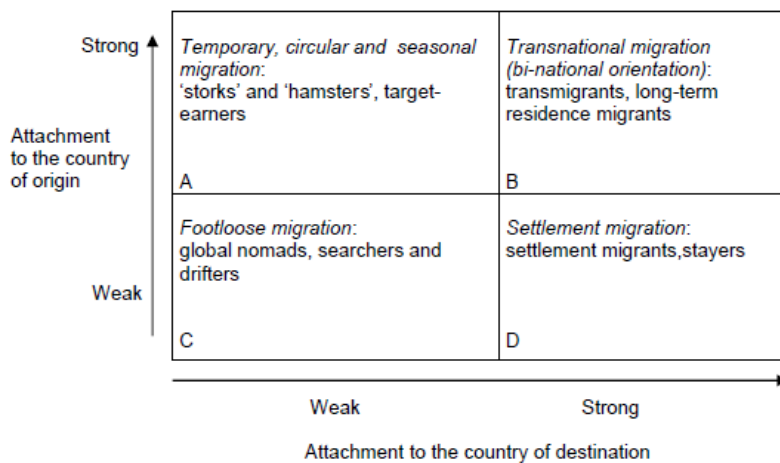 Strong
Attachment
to the country
of origin
Weak
Temporary, circular and seasonal
migration:
‘storks’ and ‘hamsters’, target-
earners
A
Transnational migration
(bi-national orientation):
transmigrants, long-term
residence migrants
B
Footloose migration:
global nomads, searchers and
drifters
C
Settlement migration:
settlement migrants,stayers
D
Weak
Strong
Attachment to the country of destination